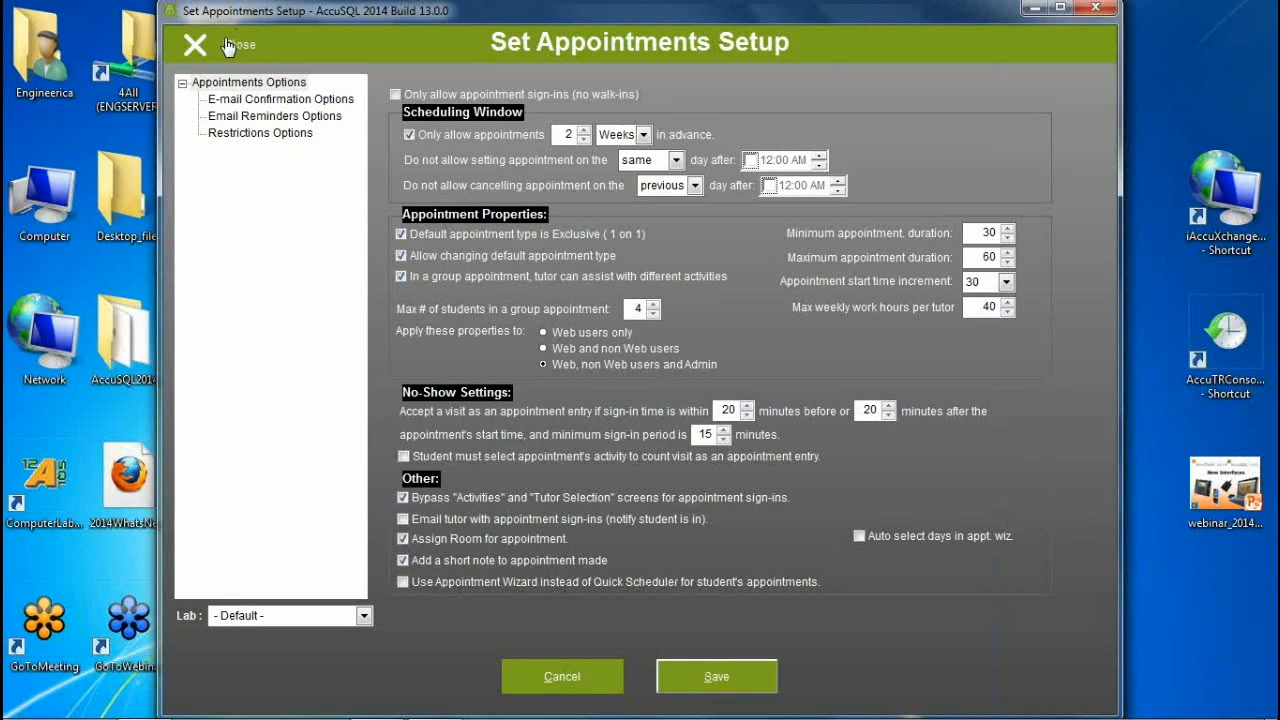 Set Appointments Setup - AccuSQL 2014 Build 13.0.0
Set Appointments Setup
Appointments Options
E-mail Confirmation Options
Email Reminders Options
Restrictions Options
Only allow appointment sign-ins (no walk-ins)
Scheduling Window
Only allow appointments 2 Weeks in advance.
Do not allow setting appointment on the same day after: 12:00 AM
Do not allow cancelling appointment on the previous day after: 12:00 AM
Appointment Properties:
Default appointment type is Exclusive ( 1 on 1)
Allow changing default appointment type
In a group appointment, tutor can assist with different activities
Max # of students in a group appointment: 4
Apply these properties to:
Web users only
Web and non Web users
Web, non Web users and Admin
Minimum appointment. duration: 30
Maximum appointment duration: 60
Appointment start time increment: 30
Max weekly work hours per tutor 40
No-Show Settings:
Accept a visit as an appointment entry if sign-in time is within 20 minutes before or 20 minutes after the
appointment's start time, and minimum sign-in period is 15 minutes.
Student must select appointment's activity to count visit as an appointment entry.
Other:
Bypass "Activities" and "Tutor Selection" screens for appointment sign-ins.
Email tutor with appointment sign-ins (notify student is in).
Assign Room for appointment.
Auto select days in appt. wiz.
Add a short note to appointment made
Use Appointment Wizard instead of Quick Scheduler for student's appointments.
Lab : - Default -
Cancel
Save
Engineerica
4All
(ENGSERVER
Computer
Desktop_file
Network
AccuSQL2014
ComputerLab...
2014WhatsNe
GoToMeeting
GoToWebin
iAccuXchange...
- Shortcut
AccuTRConso...
- Shortcut
webinar_2014...